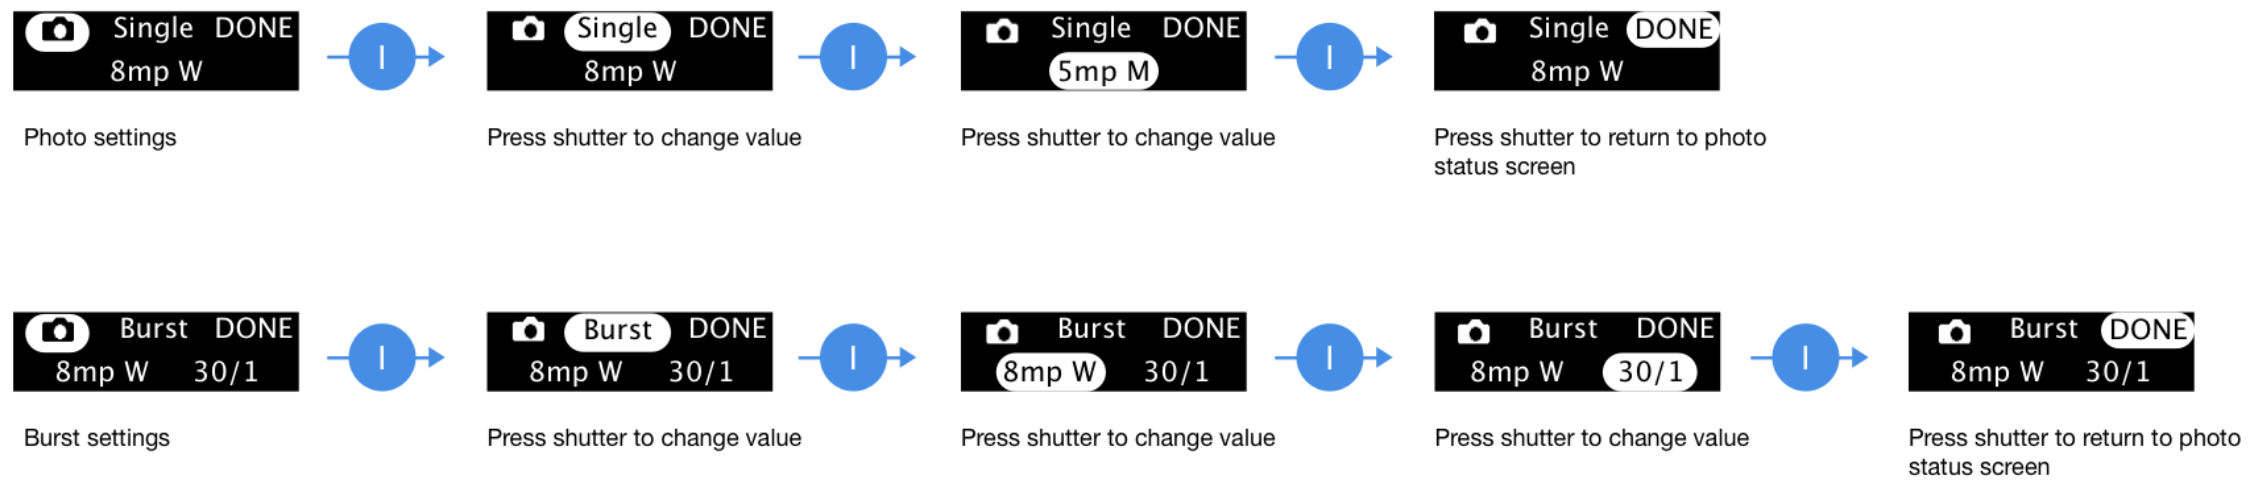 Single DONE
8mp W
I
Single DONE
8mp W
I
Single DONE
5mp M
I
Single DONE
8mp W
Photo settings
Press shutter to change value
Press shutter to change value
Press shutter to return to photo
status screen
Burst DONE
8mp W 30/1
I
Burst DONE
8mp W 30/1
I
Burst DONE
8mp W 30/1
I
Burst DONE
8mp W 30/1
I
Burst DONE
8mp W 30/1
Burst settings
Press shutter to change value
Press shutter to change value
Press shutter to change value
Press shutter to return to photo
status screen